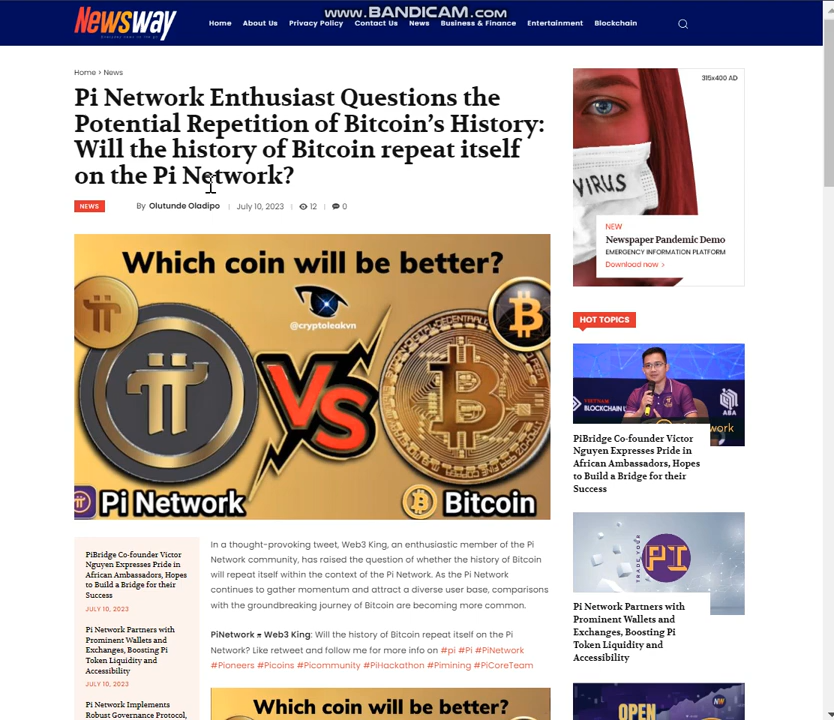 www.BANDICAM.com
Newsway
Home About Us Privacy Policy Contact Us News Business & Finance Entertainment Blockchain
Home > News
Pi Network Enthusiast Questions the
Potential Repetition of Bitcoin's History:
Will the history of Bitcoin repeat itself
on the Pi Network?
NEWS By Olutunde Oladipo July 10, 2023 12 0
Which coin will be better?
@cryptoleakvn
VS
Pi Network Bitcoin
PiBridge Co-founder Victor
Nguyen Expresses Pride in
African Ambassadors, Hopes
to Build a Bridge for their
Success
JULY 10, 2023
Pi Network Partners with
Prominent Wallets and
Exchanges, Boosting Pi
Token Liquidity and
Accessibility
JULY 10, 2023
Pi Network Implements
Robust Governance Protocol,
In a thought-provoking tweet, Web3 King, an enthusiastic member of the Pi
Network community, has raised the question of whether the history of Bitcoin
will repeat itself within the context of the Pi Network. As the Pi Network
continues to gather momentum and attract a diverse user base, comparisons
with the groundbreaking journey of Bitcoin are becoming more common.
PiNetwork = Web3 King: Will the history of Bitcoin repeat itself on the Pi
Network? Like retweet and follow me for more info on #pi #Pi #PiNetwork
#Pioneers #Picoins #Picommunity #PiHackathon #Pimining #PiCoreTeam
Which coin will be better?
315x400 AD
VIRUS
NEW
Newspaper Pandemic Demo
EMERGENCY INFORMATION PLATFORM
Download now >
HOT TOPICS
VIETNAM
BLOCKCHAIN U
ABA
work
PiBridge Co-founder Victor
Nguyen Expresses Pride in
African Ambassadors, Hopes
to Build a Bridge for their
Success
TRADE YOUR
PI
Pi Network Partners with
Prominent Wallets and
Exchanges, Boosting Pi
Token Liquidity and
Accessibility
OPEN